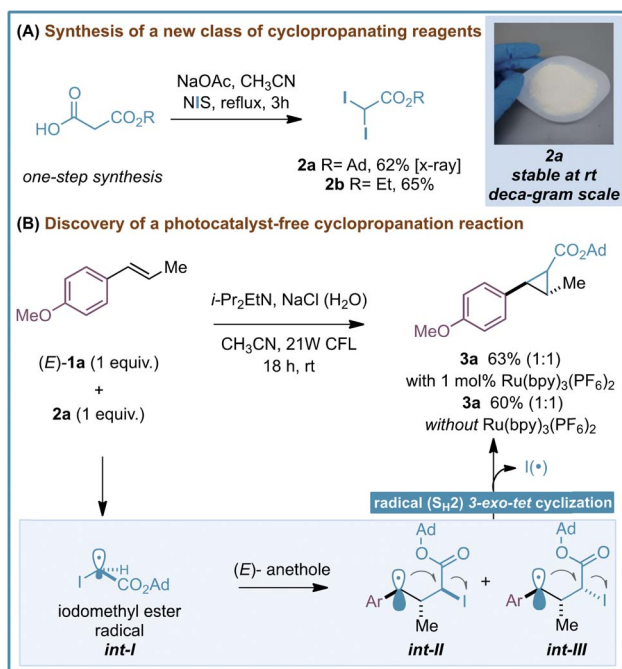 (A) Synthesis of a new class of cyclopropanating reagents
O
HO
CO₂R
NaOAc, CH₃CN
NIS, reflux, 3h
I
CO₂R
I
one-step synthesis
2a R= Ad, 62% [x-ray]
2b R= Et, 65%
2a
stable at rt
deca-gram scale
(B) Discovery of a photocatalyst-free cyclopropanation reaction
Me
MeO
(E)-1a (1 equiv.)
+
2a (1 equiv.)
i-Pr₂EtN, NaCl (H₂O)
CH₃CN, 21W CFL
18 h, rt
CO₂Ad
Me
MeO
3a 63% (1:1)
with 1 mol% Ru(bpy)₃(PF₆)₂
3a 60% (1:1)
without Ru(bpy)₃(PF₆)₂
I(•)
radical (SH2) 3-exo-tet cyclization
I
H
CO₂Ad
iodomethyl ester
radical
int-I
(E)- anethole
Ad
O
O
Ar
I
Me
int-II
+
Ad
O
O
Ar
I
Me
int-III